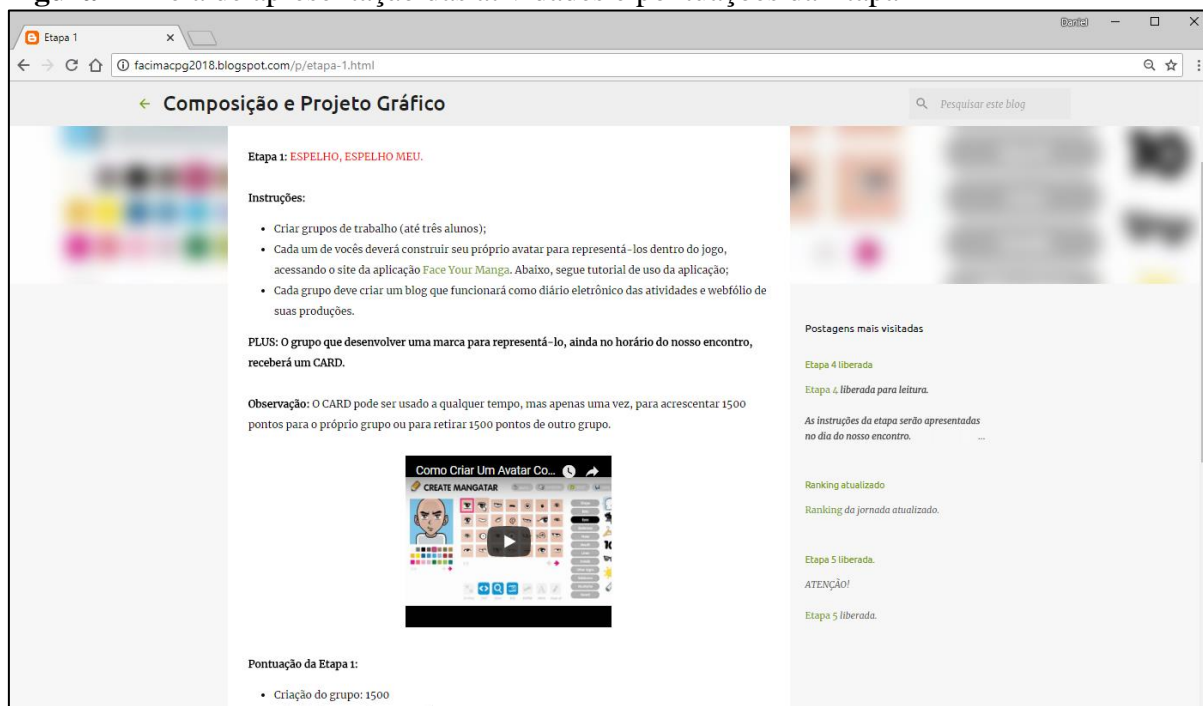 Etapa 1
Daniel
facimacpg2018.blogspot.com/p/etapa-1.html
Composição e Projeto Gráfico
Pesquisar este blog
Etapa 1: ESPELHO, ESPELHO MEU.
Instruções:
• Criar grupos de trabalho (até três alunos);
• Cada um de vocês deverá construir seu próprio avatar para representá-los dentro do jogo,
acessando o site da aplicação Face Your Manga. Abaixo, segue tutorial de uso da aplicação;
• Cada grupo deve criar um blog que funcionará como diário eletrônico das atividades e webfólio de
suas produções.
PLUS: O grupo que desenvolver uma marca para representá-lo, ainda no horário do nosso encontro,
receberá um CARD.
Observação: O CARD pode ser usado a qualquer tempo, mas apenas uma vez, para acrescentar 1500
pontos para o próprio grupo ou para retirar 1500 pontos de outro grupo.
Como Criar Um Avatar Co...
CREATE MANGATAR
Pontuação da Etapa 1:
• Criação do grupo: 1500
Postagens mais visitadas
Etapa 4 liberada
Etapa 4 liberada para leitura.
As instruções da etapa serão apresentadas
no dia do nosso encontro. ...
Ranking atualizado
Ranking da jornada atualizado.
Etapa 5 liberada.
ATENÇÃO!
Etapa 5 liberada.